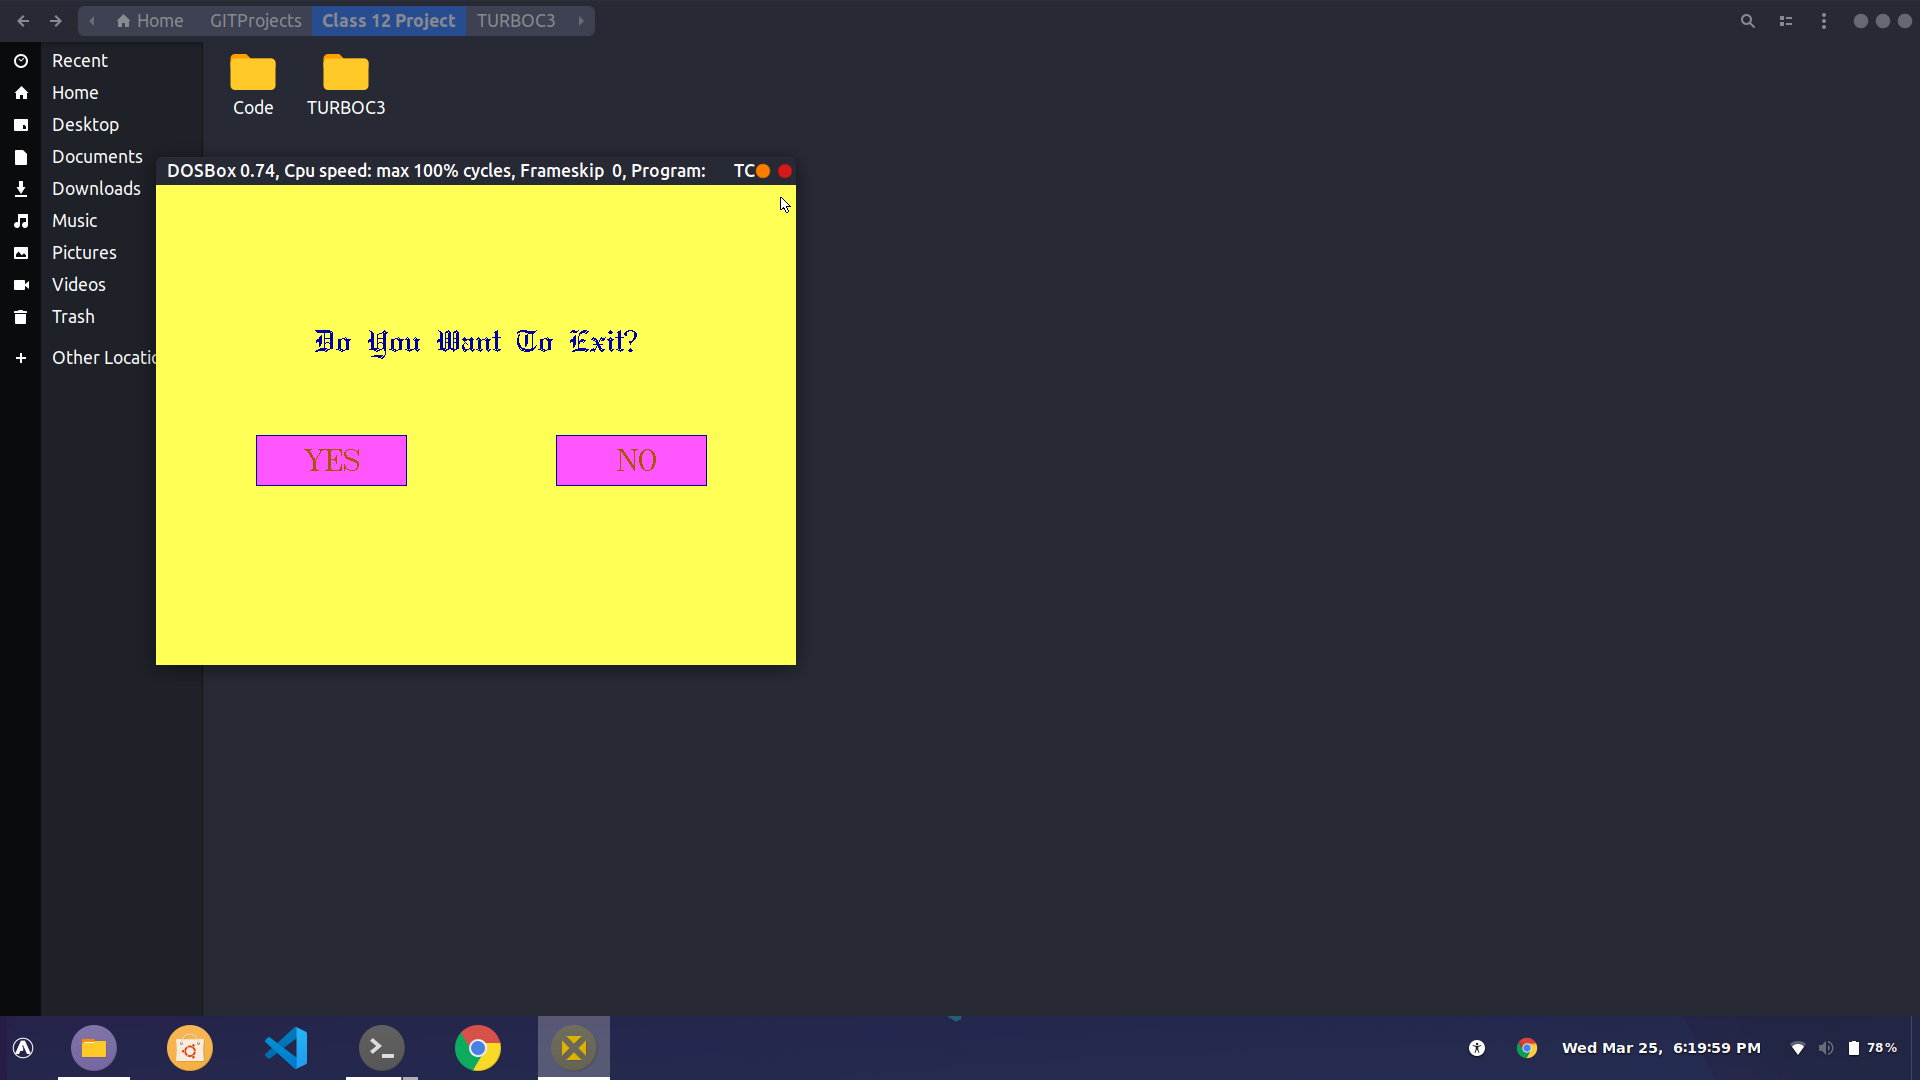 Home GITProjects Class 12 Project TURBOC3
Recent
Home
Desktop
Documents
Downloads
Music
Pictures
Videos
Trash
Other Locatio
Code TURBOC3
DOSBox 0.74, Cpu speed: max 100% cycles, Frameskip 0, Program: TC
Do You Want To Exit?
YES NO
Wed Mar 25, 6:19:59 PM 78%